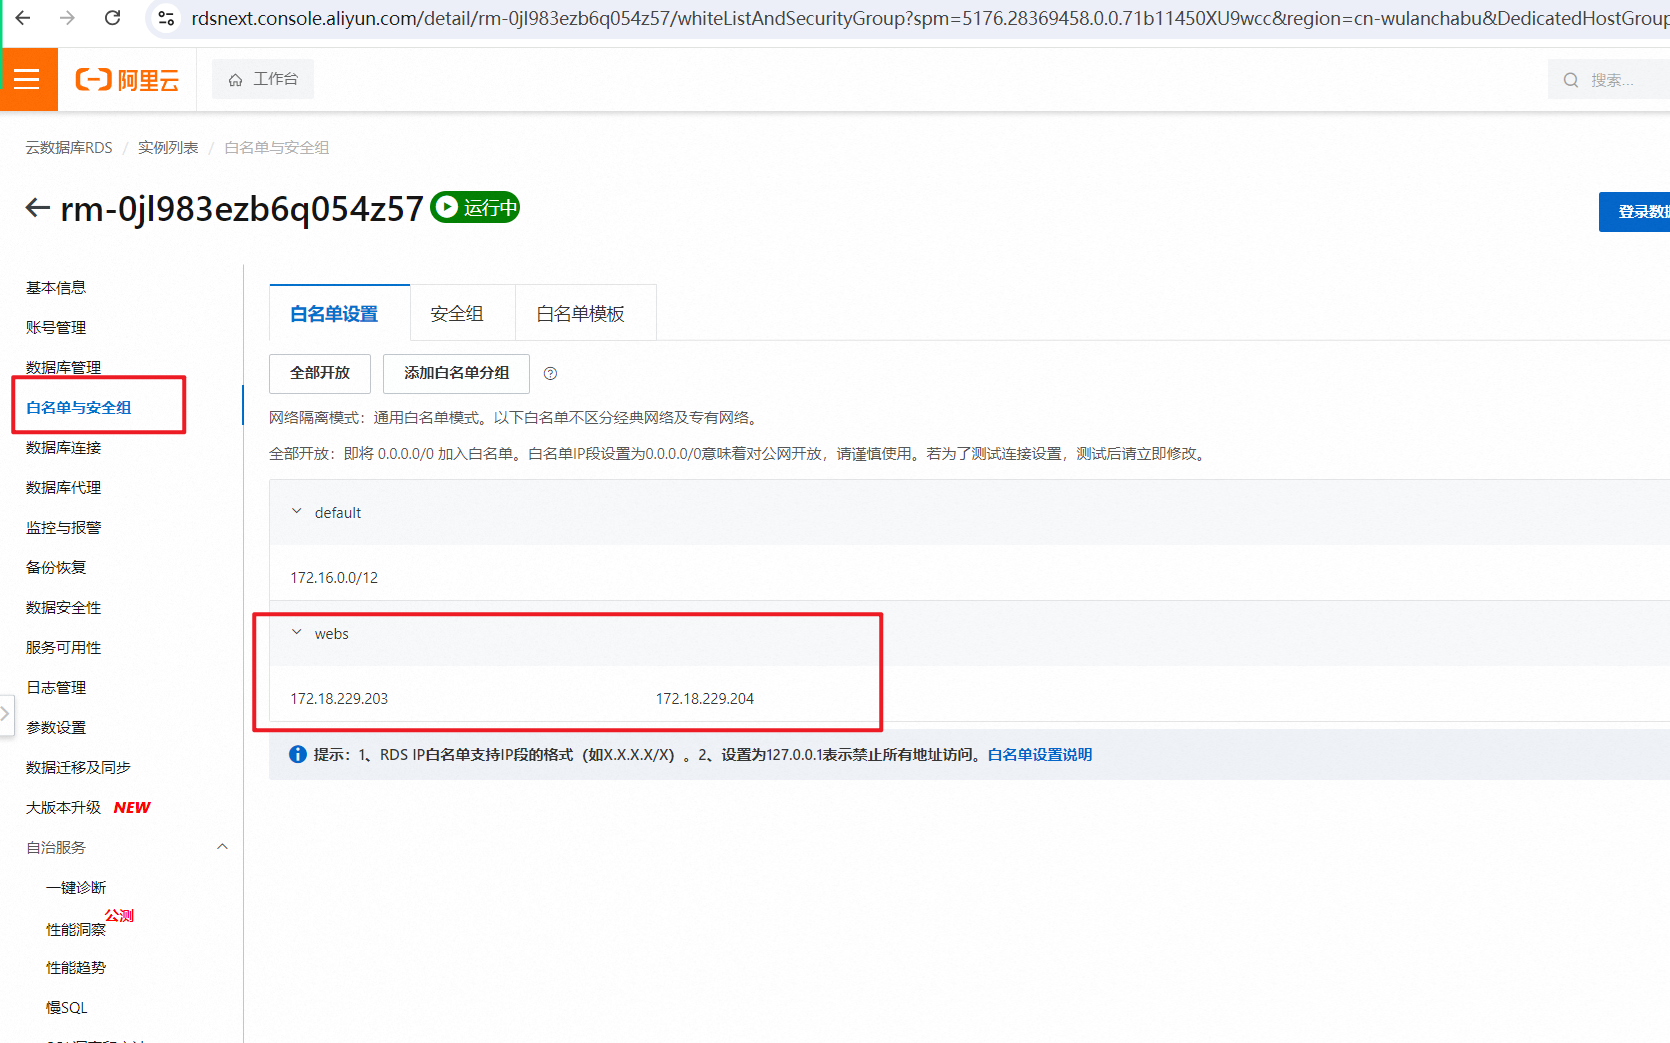 rdsnext.console.aliyun.com/detail/rm-0jl983ezb6q054z57/whiteListAndSecurityGroup?spm=5176.28369458.0.0.71b11450XU9wcc&region=cn-wulanchabu&DedicatedHostGroup
阿里云
工作台
搜索...
云数据库RDS / 实例列表 / 白名单与安全组
rm-0jl983ezb6q054z57
运行中
登录数据
基本信息
账号管理
数据库管理
白名单与安全组
数据库连接
数据库代理
监控与报警
备份恢复
数据安全性
服务可用性
日志管理
参数设置
数据迁移及同步
大版本升级 NEW
自治服务
一键诊断
公测
性能洞察
性能趋势
慢SQL
白名单设置
安全组
白名单模板
全部开放
添加白名单分组
网络隔离模式：通用白名单模式。以下白名单不区分经典网络及专有网络。
全部开放：即将 0.0.0.0/0 加入白名单。白名单IP段设置为0.0.0.0/0意味着对公网开放，请谨慎使用。若为了测试连接设置，测试后请立即修改。
default
172.16.0.0/12
webs
172.18.229.203 172.18.229.204
提示：1、RDS IP白名单支持IP段的格式（如X.X.X.X/X）。2、设置为127.0.0.1表示禁止所有地址访问。白名单设置说明